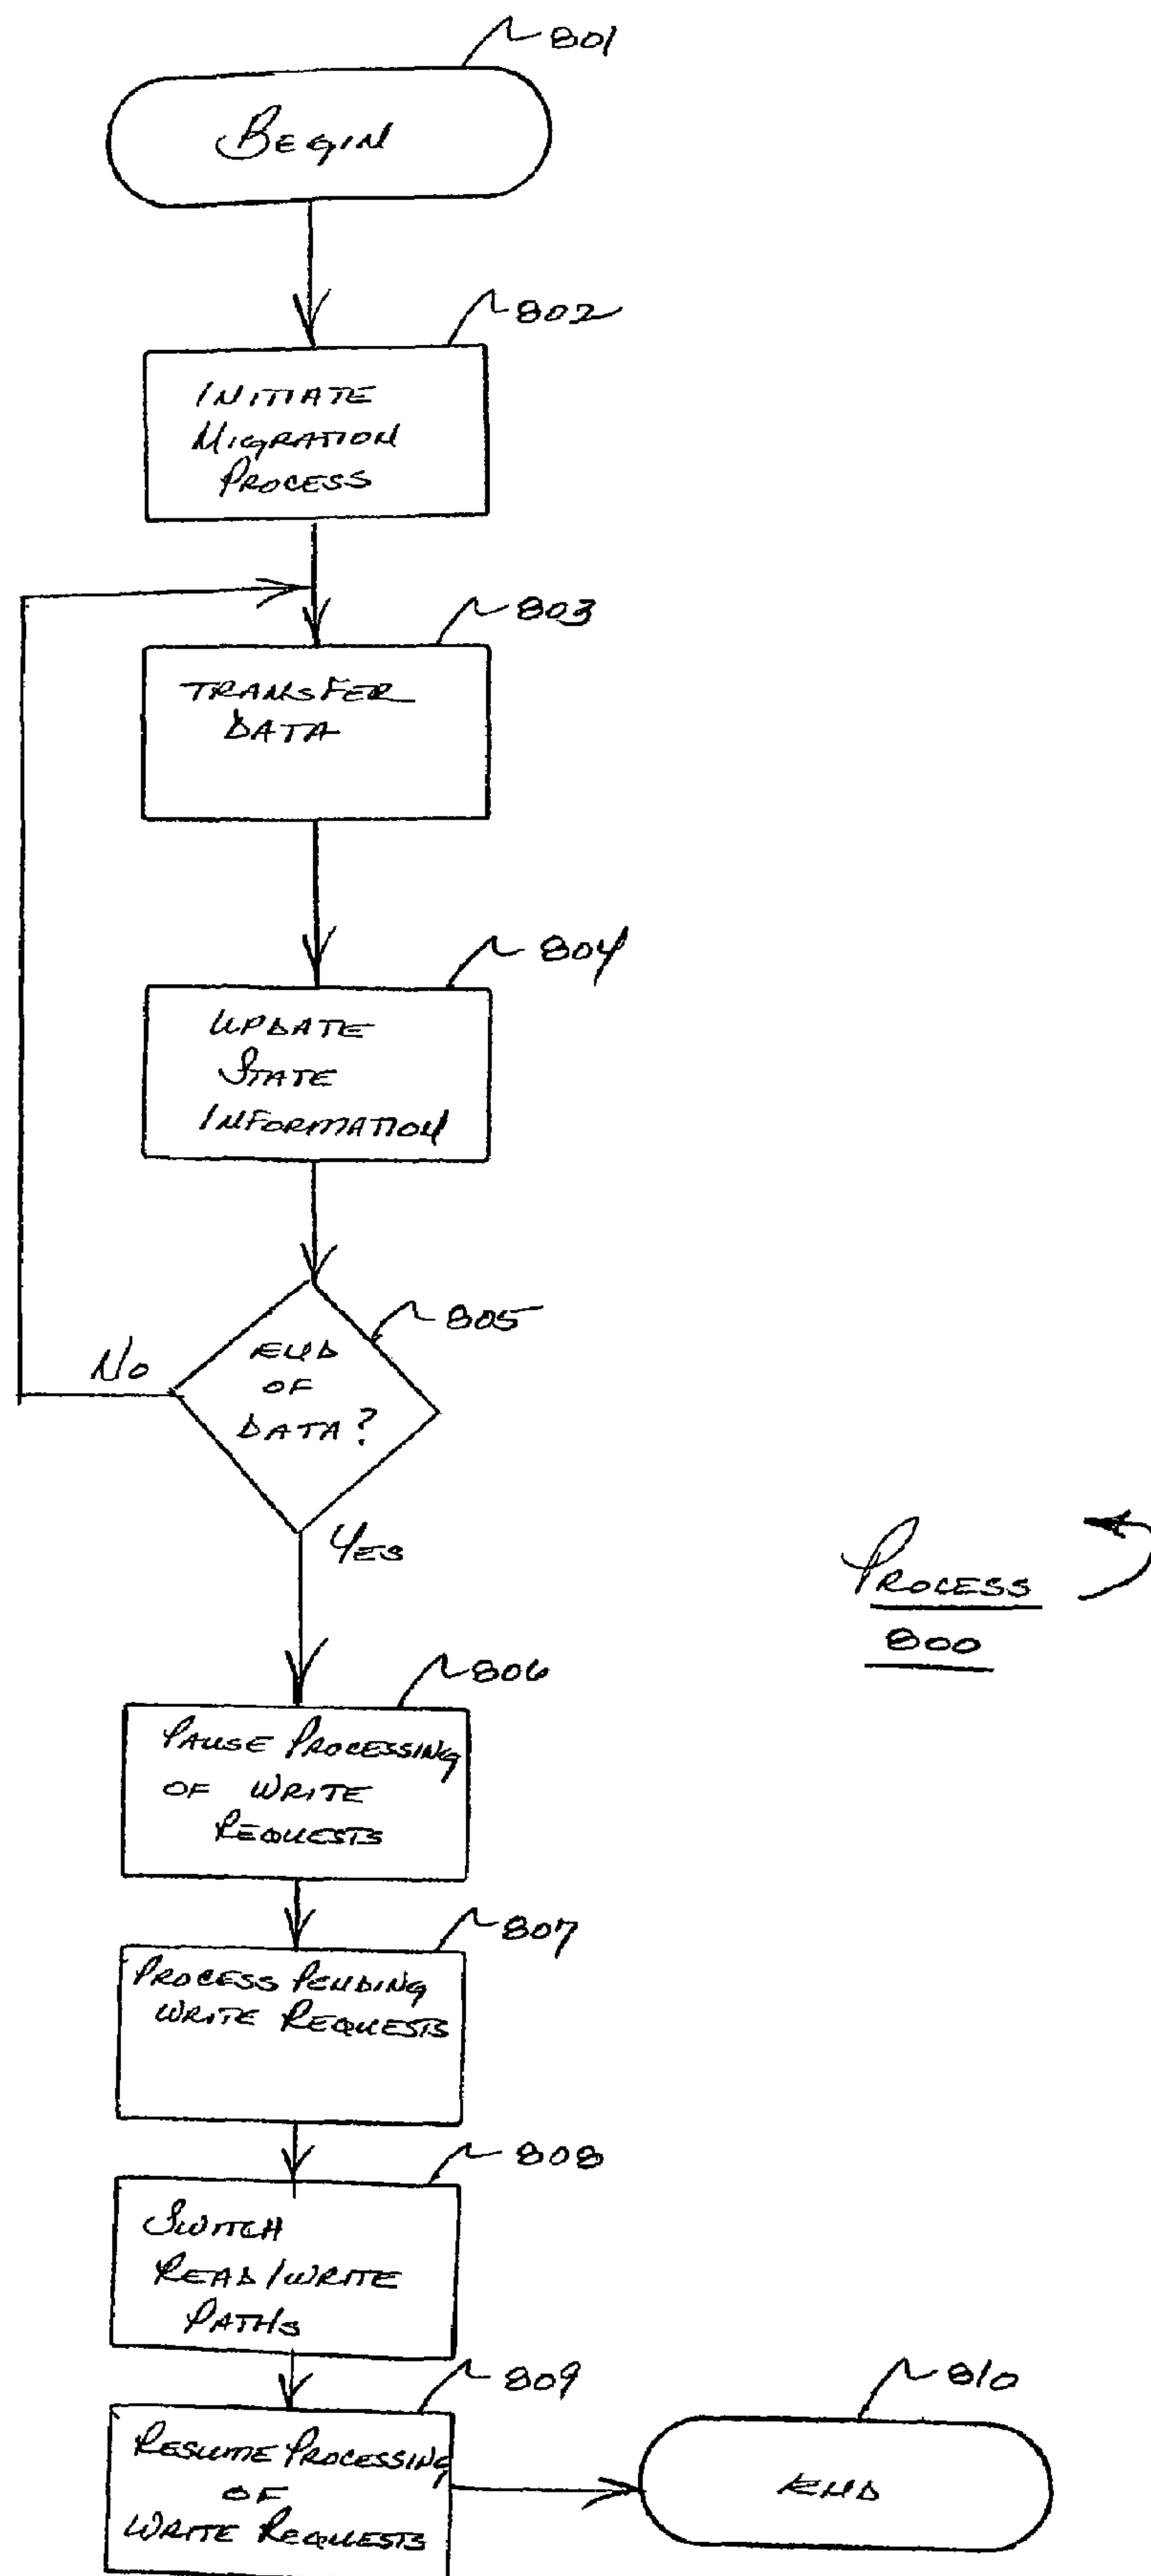 801
BEGIN
802
INITIATE
MIGRATION
PROCESS
803
TRANSFER
DATA
804
UPDATE
STATE
INFORMATION
805
END
OF
DATA?
NO
YES
PROCESS
800
806
PAUSE PROCESSING
OF WRITE
REQUESTS
807
PROCESS PENDING
WRITE REQUESTS
808
SWITCH
READ/WRITE
PATHS
809
RESUME PROCESSING
OF
WRITE REQUESTS
810
END